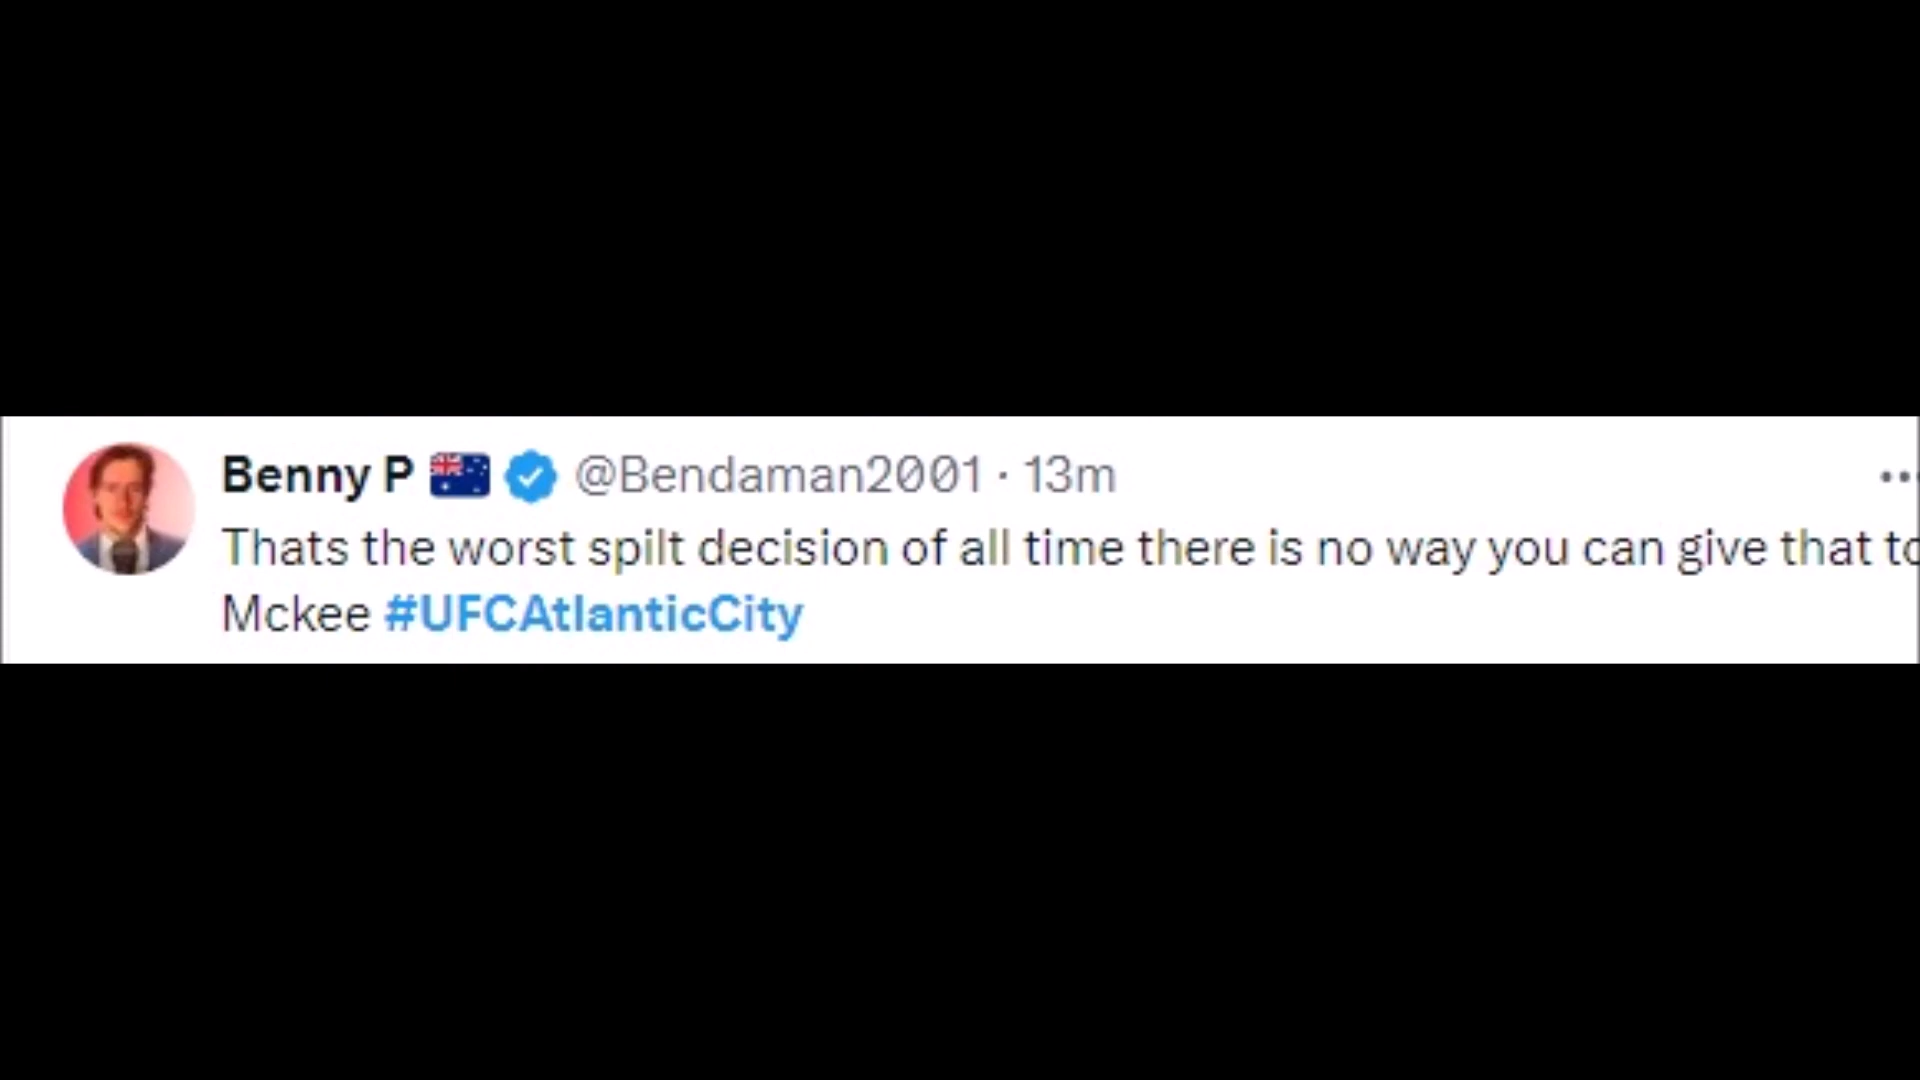 Benny P @Bendaman2001 · 13m
Thats the worst spilt decision of all time there is no way you can give that to
Mckee #UFCAtlanticCity